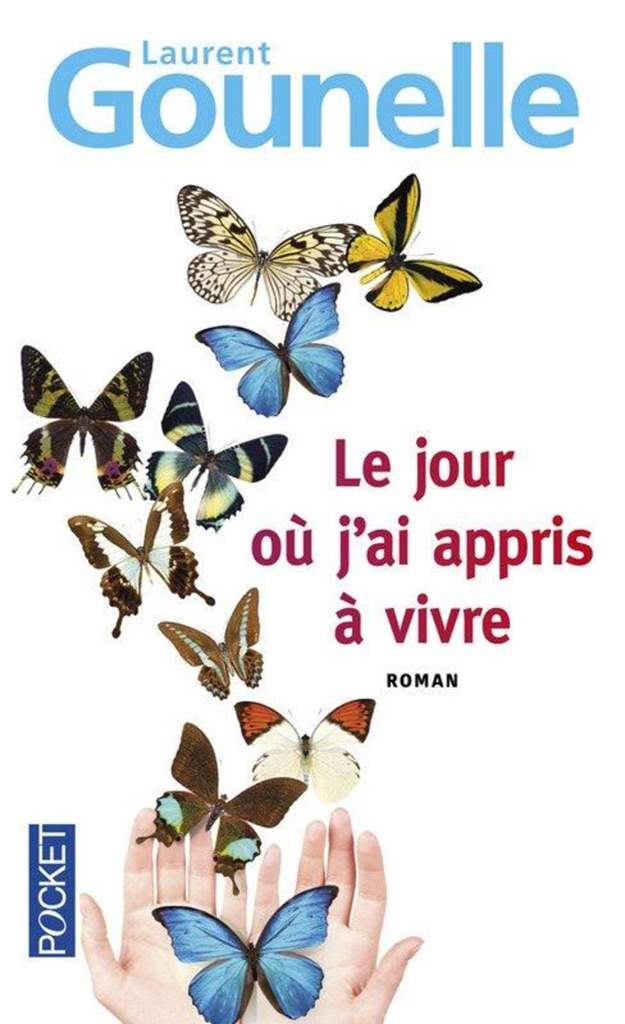 Laurent
Gounelle
Le jour
où j'ai appris
à vivre
ROMAN
POCKET